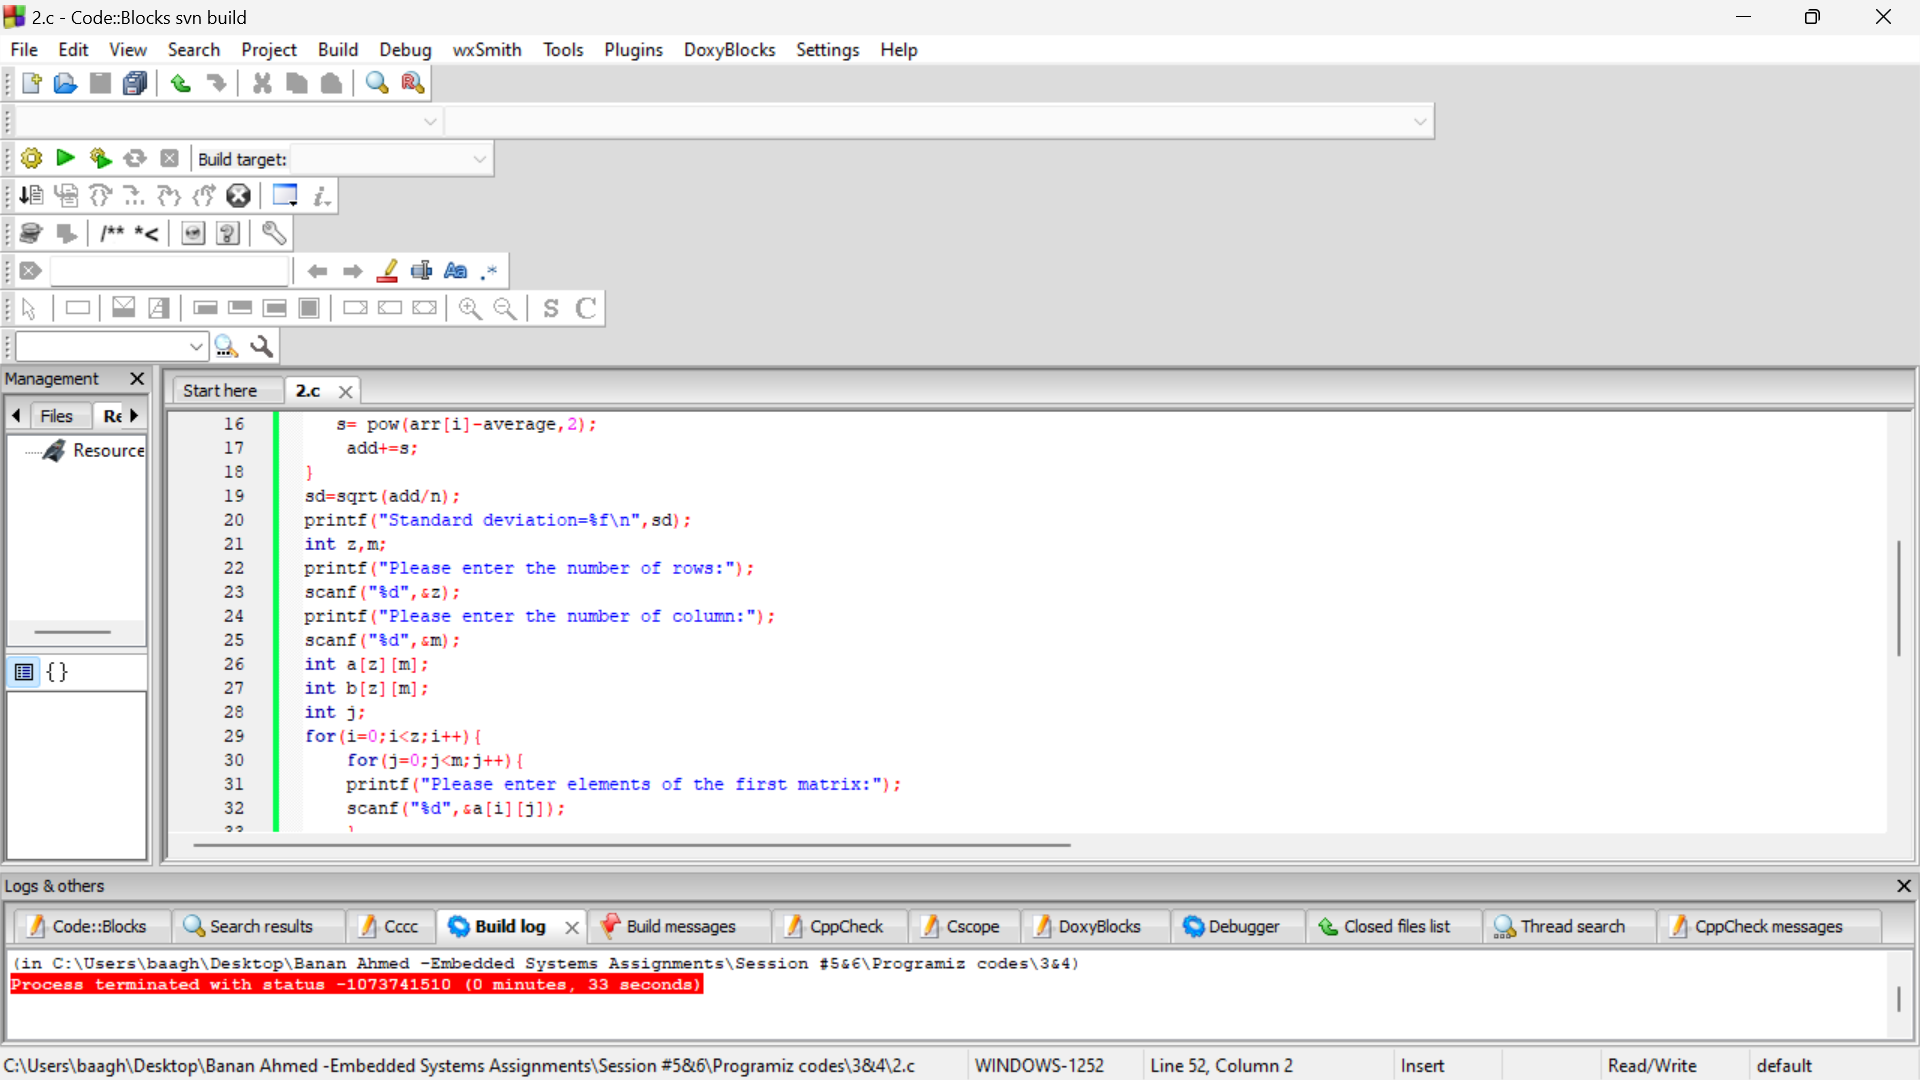 2.c - Code::Blocks svn build
File Edit View Search Project Build Debug wxSmith Tools Plugins DoxyBlocks Settings Help
Build target:
/** *<
Aa .*
S C
Management
Start here 2.c
Files Re
Resource
{}
16 s= pow(arr[i]-average,2);
17 add+=s;
18 }
19 sd=sqrt(add/n);
20 printf("Standard deviation=%f\n",sd);
21 int z,m;
22 printf("Please enter the number of rows:");
23 scanf("%d",&z);
24 printf("Please enter the number of column:");
25 scanf("%d",&m);
26 int a[z][m];
27 int b[z][m];
28 int j;
29 for(i=0;i<z;i++){
30 for(j=0;j<m;j++){
31 printf("Please enter elements of the first matrix:");
32 scanf("%d",&a[i][j]);
33 }
Logs & others
Code::Blocks Search results Cccc Build log Build messages CppCheck Cscope DoxyBlocks Debugger Closed files list Thread search CppCheck messages
(in C:\Users\baagh\Desktop\Banan Ahmed -Embedded Systems Assignments\Session #5&6\Programiz codes\3&4)
Process terminated with status -1073741510 (0 minutes, 33 seconds)
C:\Users\baagh\Desktop\Banan Ahmed -Embedded Systems Assignments\Session #5&6\Programiz codes\3&4\2.c WINDOWS-1252 Line 52, Column 2 Insert Read/Write default